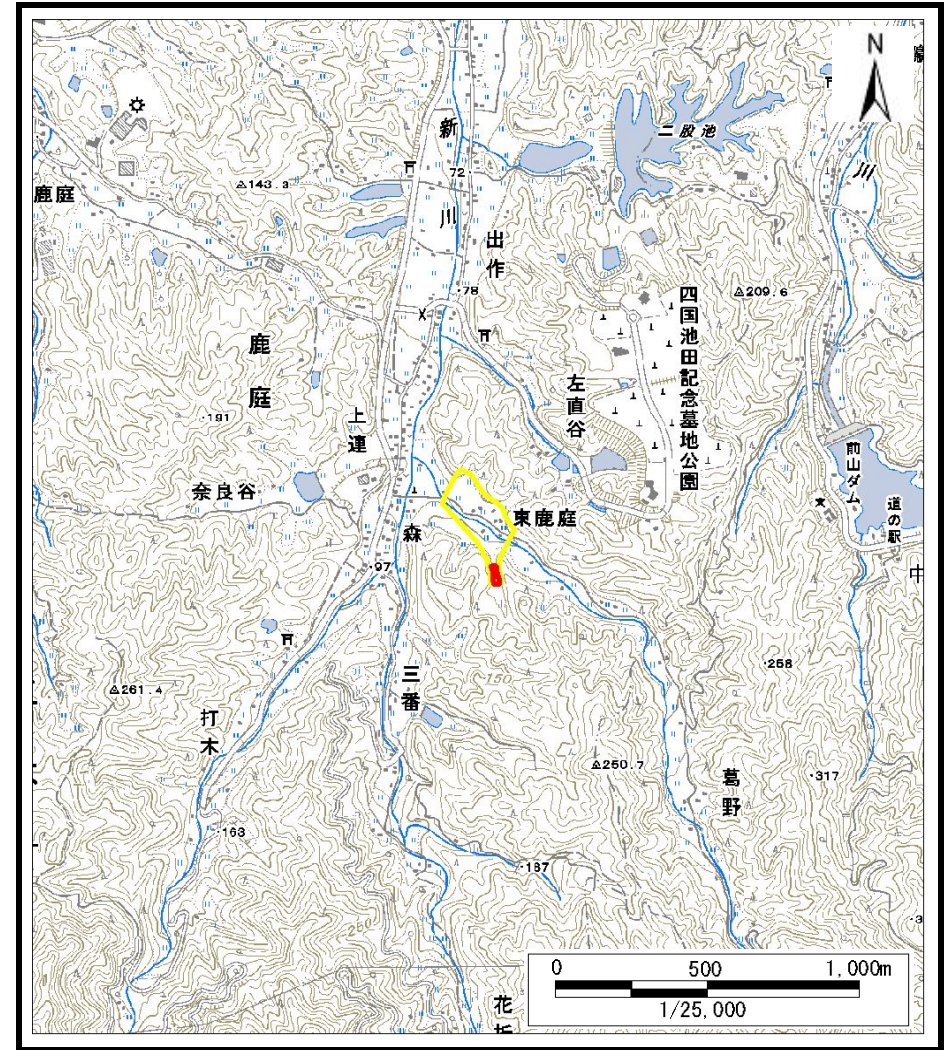 N
新川
72
二股池
川
143.3
鹿庭
出作
78
209.6
四国池田記念墓地公園
鹿庭
左直谷
上連
191
前山ダム
道の駅
奈良谷
東鹿庭
森
中
97
258
三番
150
261.4
打木
250.7
葛野
317
163
187
花
0 500 1,000m
1/25,000